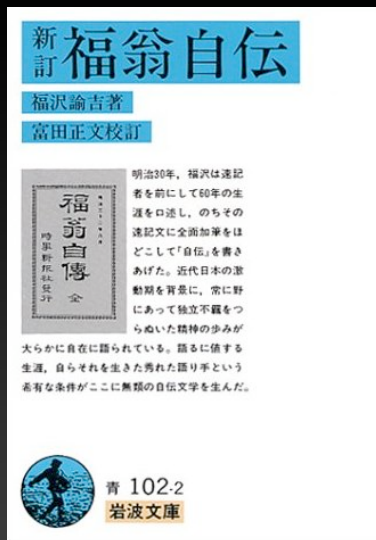 新訂 福翁自伝
福沢諭吉著
富田正文校訂
明治30年，福沢は速記
者を前にして60年の生
涯を口述し，のちその
速記文に全面加筆をほ
どこして『自伝』を書き
あげた。近代日本の激
動期を背景に，常に野
にあって独立不羈をつ
らぬいた精神の歩みが
大らかに自在に語られている。語るに値する
生涯，自らそれを生きた秀れた語り手という
希有な条件がここに無類の自伝文学を生んだ。
福翁自傳 全
時事新報社發行
青 102-2
岩波文庫